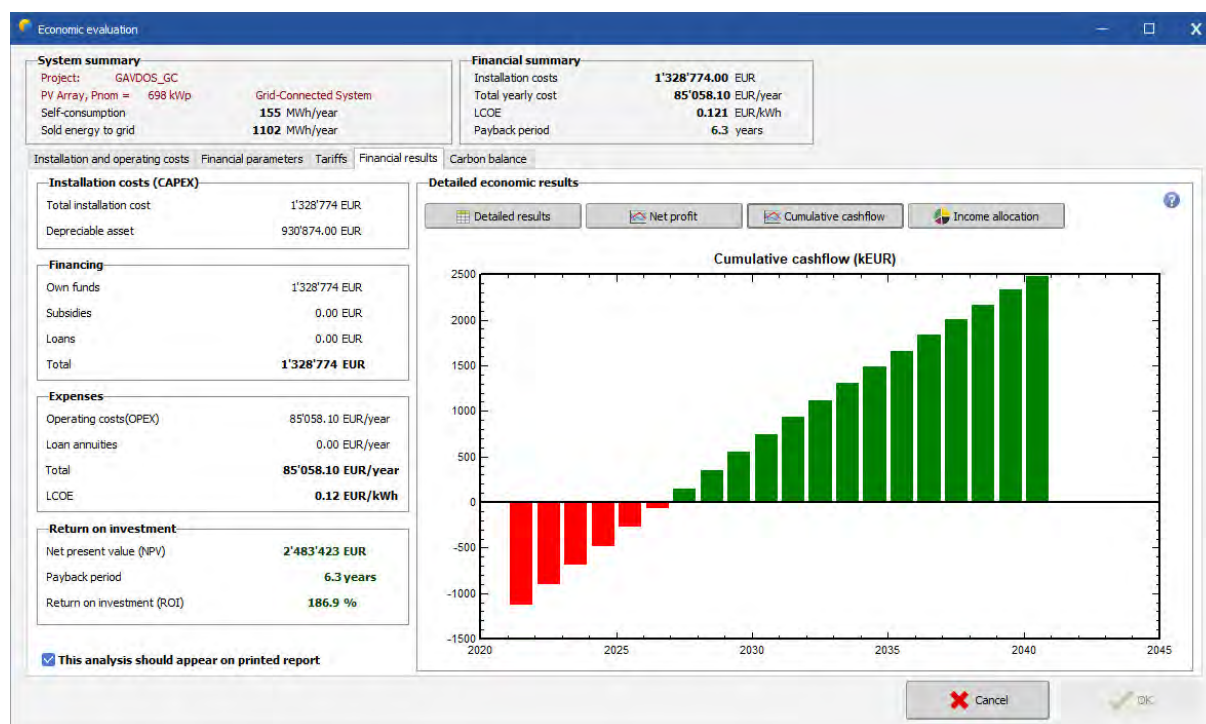 Economic evaluation
System summary
Project: GAVDOS_GC
PV Array, Pnom = 698 kWp Grid-Connected System
Self-consumption 155 MWh/year
Sold energy to grid 1102 MWh/year
Financial summary
Installation costs 1'328'774.00 EUR
Total yearly cost 85'058.10 EUR/year
LCOE 0.121 EUR/kWh
Payback period 6.3 years
Installation and operating costs Financial parameters Tariffs Financial results Carbon balance
Installation costs (CAPEX)
Total installation cost 1'328'774 EUR
Depreciable asset 930'874.00 EUR
Financing
Own funds 1'328'774 EUR
Subsidies 0.00 EUR
Loans 0.00 EUR
Total 1'328'774 EUR
Expenses
Operating costs(OPEX) 85'058.10 EUR/year
Loan annuities 0.00 EUR/year
Total 85'058.10 EUR/year
LCOE 0.12 EUR/kWh
Return on investment
Net present value (NPV) 2'483'423 EUR
Payback period 6.3 years
Return on investment (ROI) 186.9 %
This analysis should appear on printed report
Detailed economic results
Detailed results Net profit Cumulative cashflow Income allocation
?
Cumulative cashflow (kEUR)
2500
2000
1500
1000
500
0
-500
-1000
-1500
2020 2025 2030 2035 2040 2045
Cancel OK